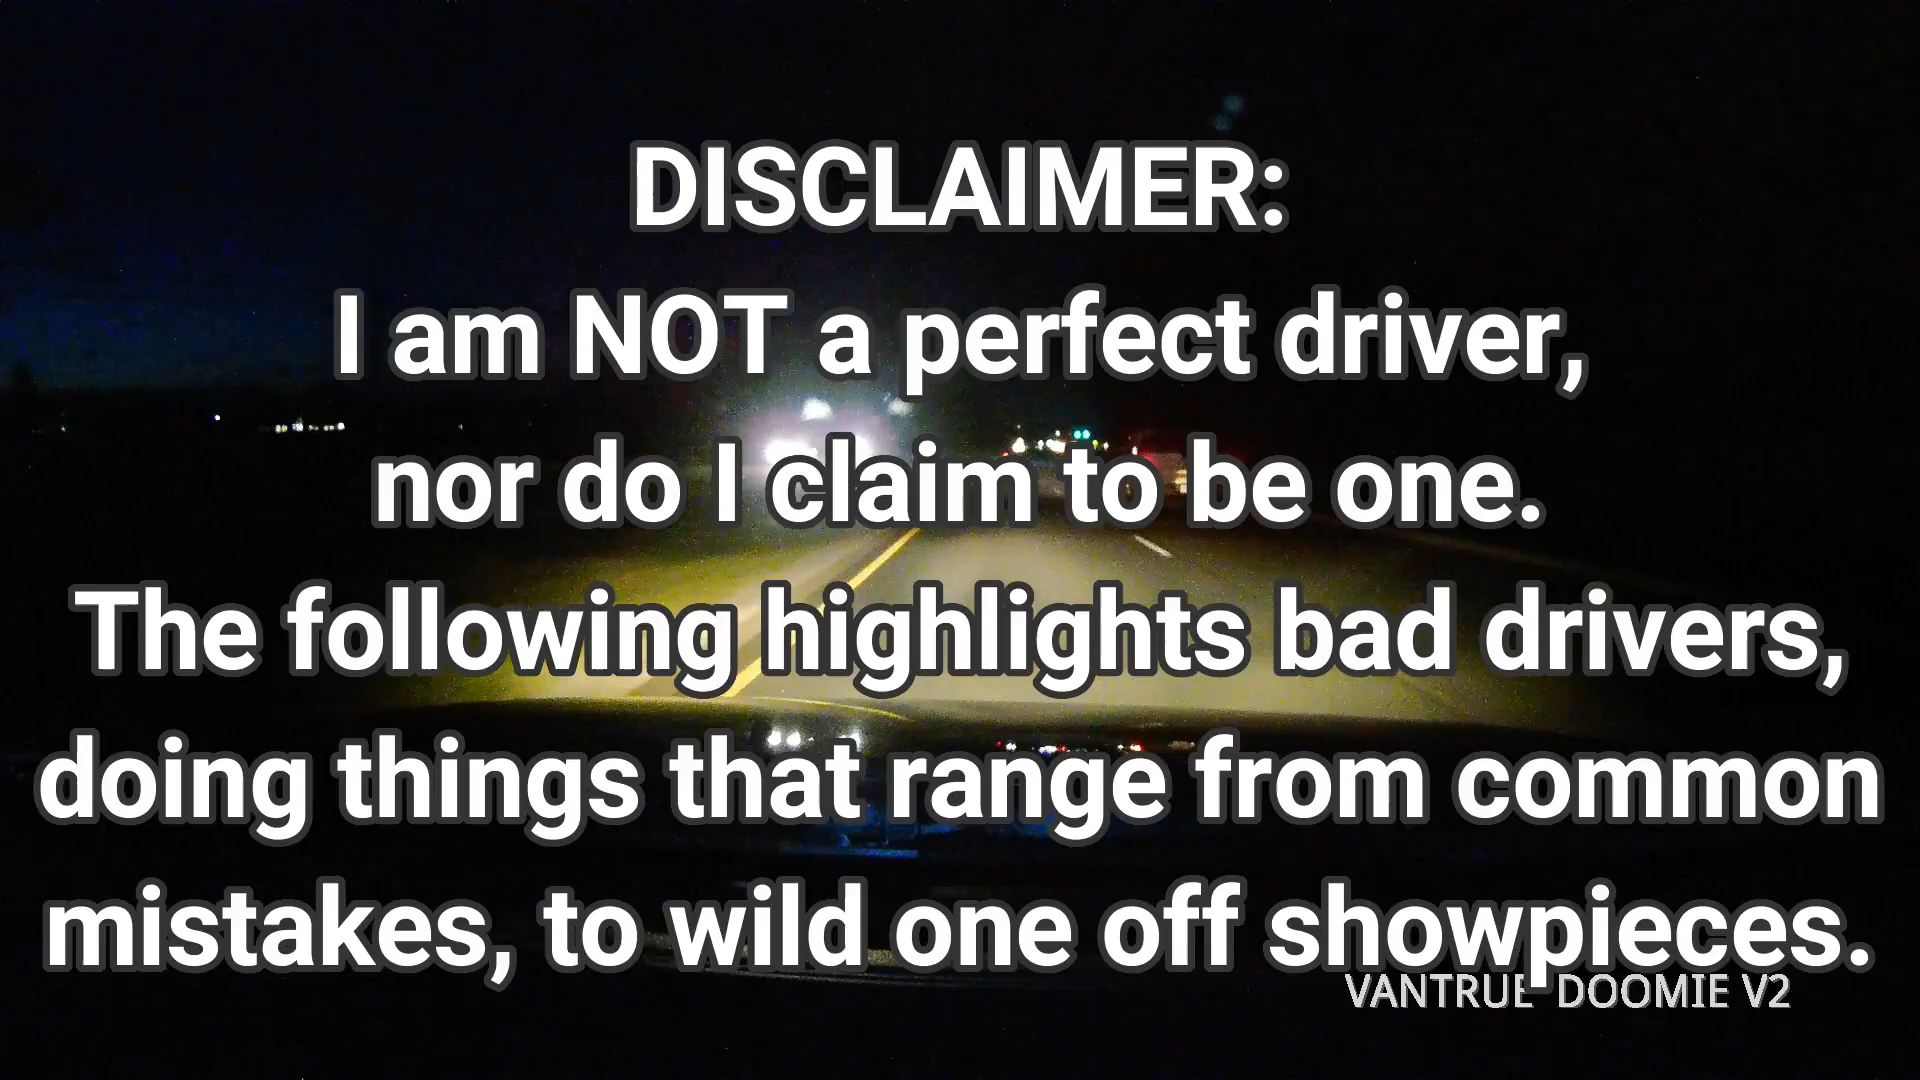 DISCLAIMER:
I am NOT a perfect driver,
nor do I claim to be one.
The following highlights bad drivers,
doing things that range from common
mistakes, to wild one off showpieces.
VANTRUE DOOMIE V2